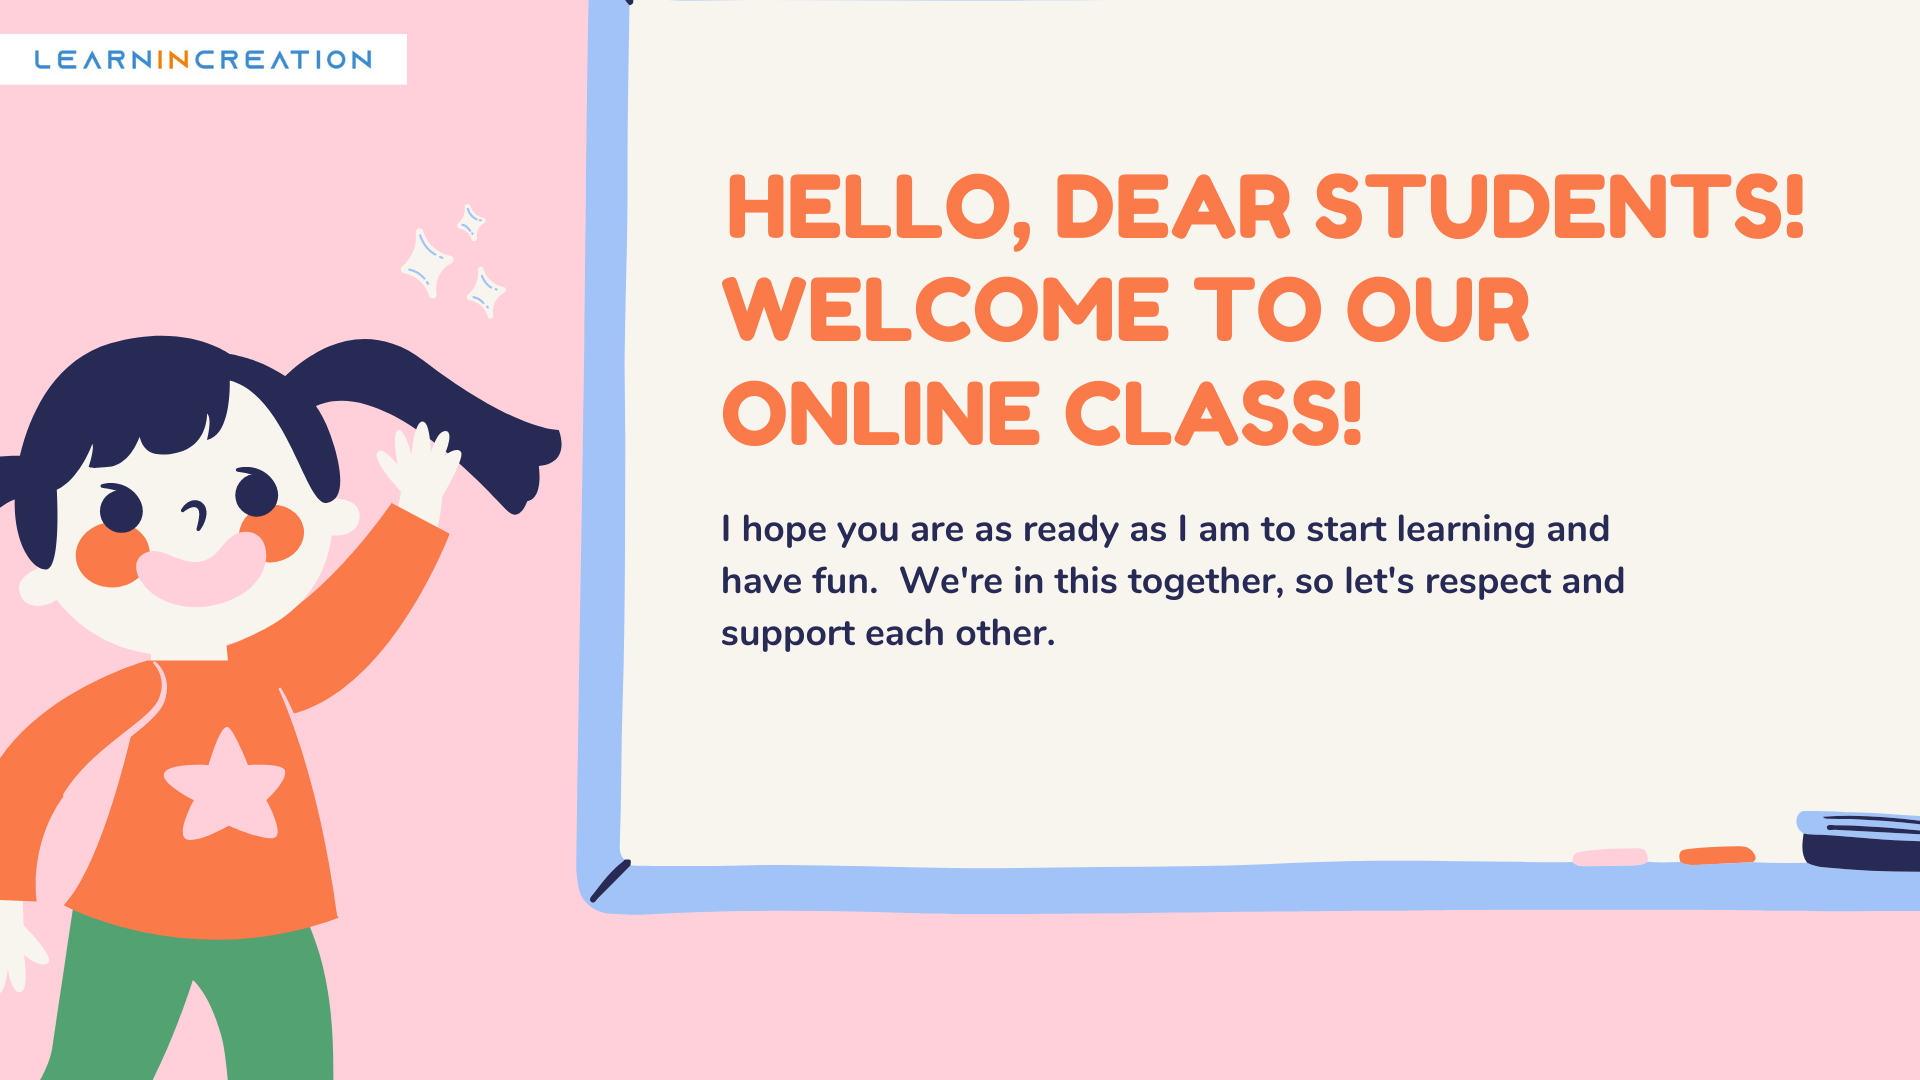 LEARNINCREATION
HELLO, DEAR STUDENTS!
WELCOME TO OUR
ONLINE CLASS!
I hope you are as ready as I am to start learning and
have fun.  We're in this together, so let's respect and
support each other.